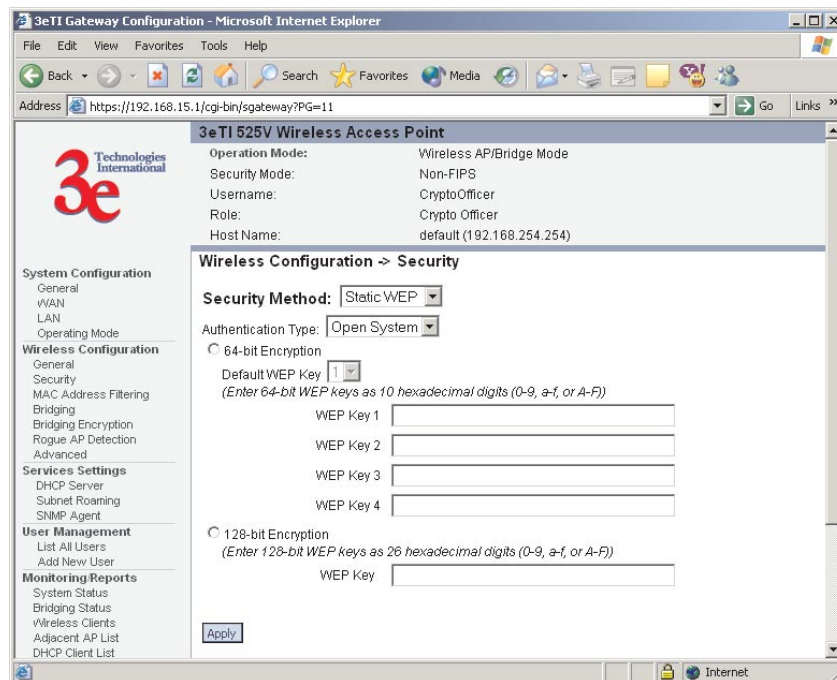 3eTI Gateway Configuration - Microsoft Internet Explorer
File Edit View Favorites Tools Help
Back Search Favorites Media
Address https://192.168.15.1/cgi-bin/sgateway?PG=11 Go Links »
3e Technologies International
3eTI 525V Wireless Access Point
Operation Mode: Wireless AP/Bridge Mode
Security Mode: Non-FIPS
Username: CryptoOfficer
Role: Crypto Officer
Host Name: default (192.168.254.254)
System Configuration
General
WAN
LAN
Operating Mode
Wireless Configuration
General
Security
MAC Address Filtering
Bridging
Bridging Encryption
Rogue AP Detection
Advanced
Services Settings
DHCP Server
Subnet Roaming
SNMP Agent
User Management
List All Users
Add New User
Monitoring/Reports
System Status
Bridging Status
Wireless Clients
Adjacent AP List
DHCP Client List
Wireless Configuration -> Security
Security Method: Static WEP
Authentication Type: Open System
64-bit Encryption
Default WEP Key 1
(Enter 64-bit WEP keys as 10 hexadecimal digits (0-9, a-f, or A-F))
WEP Key 1
WEP Key 2
WEP Key 3
WEP Key 4
128-bit Encryption
(Enter 128-bit WEP keys as 26 hexadecimal digits (0-9, a-f, or A-F))
WEP Key
Apply
Internet